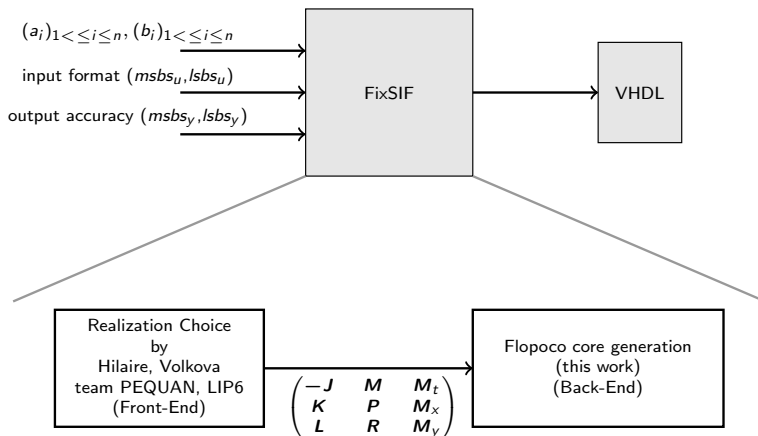 (a_i)_{1<≤i≤n}, (b_i)_{1<≤i≤n}
input format (msbs_u,lsbs_u)
output accuracy (msbs_y,lsbs_y)
FixSIF
VHDL
Realization Choice
by
Hilaire, Volkova
team PEQUAN, LIP6
(Front-End)
−J M M_t
K P M_x
L R M_y
Flopoco core generation
(this work)
(Back-End)